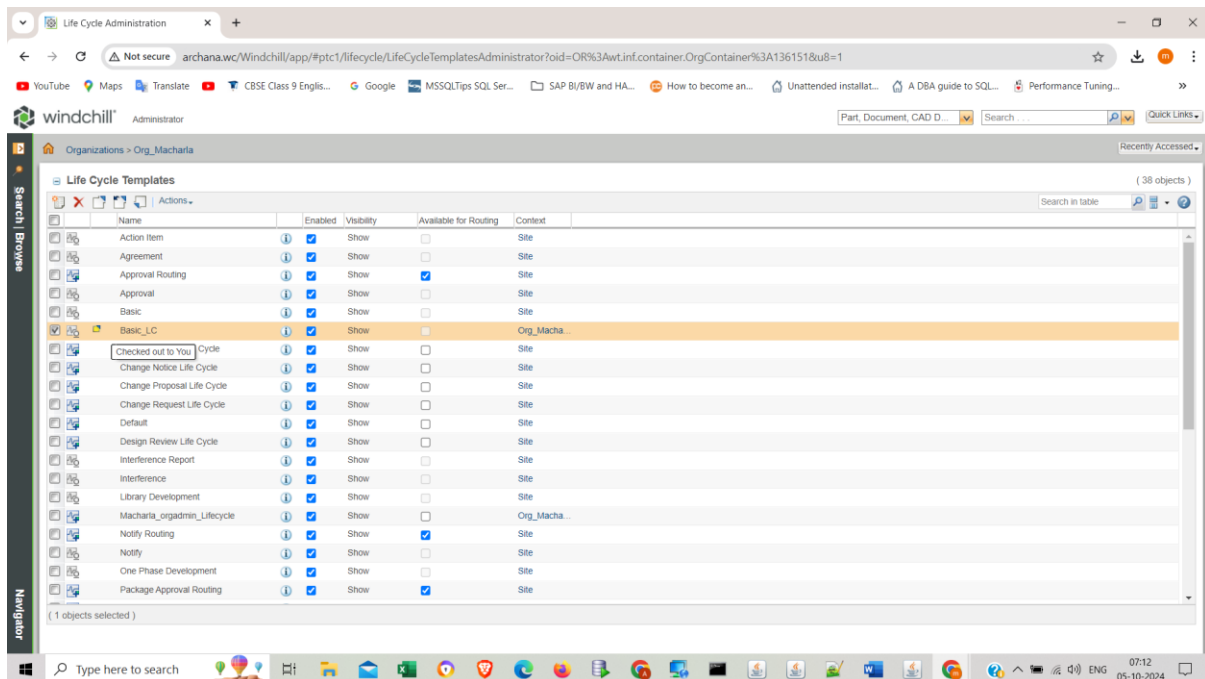 Life Cycle Administration
Not secure archana.wc/Windchill/app/#ptc1/lifecycle/LifeCycleTemplatesAdministrator?oid=OR%3Awt.inf.container.OrgContainer%3A136151&u8=1
YouTube Maps Translate CBSE Class 9 Englis... Google MSSQLTips SQL Ser... SAP BI/BW and HA... How to become an... Unattended installat... A DBA guide to SQL... Performance Tuning... »
windchill Administrator Part, Document, CAD D... Search . . . Quick Links
Organizations > Org_Macharla Recently Accessed
Search | Browse
Navigator
Life Cycle Templates ( 38 objects )
Actions Search in table
Name Enabled Visibility Available for Routing Context
Action Item Show Site
Agreement Show Site
Approval Routing Show Site
Approval Show Site
Basic Show Site
Basic_LC Show Org_Macha...
Checked out to You Cycle Show Site
Change Notice Life Cycle Show Site
Change Proposal Life Cycle Show Site
Change Request Life Cycle Show Site
Default Show Site
Design Review Life Cycle Show Site
Interference Report Show Site
Interference Show Site
Library Development Show Site
Macharla_orgadmin_Lifecycle Show Org_Macha...
Notify Routing Show Site
Notify Show Site
One Phase Development Show Site
Package Approval Routing Show Site
( 1 objects selected )
Type here to search ENG 07:12
05-10-2024